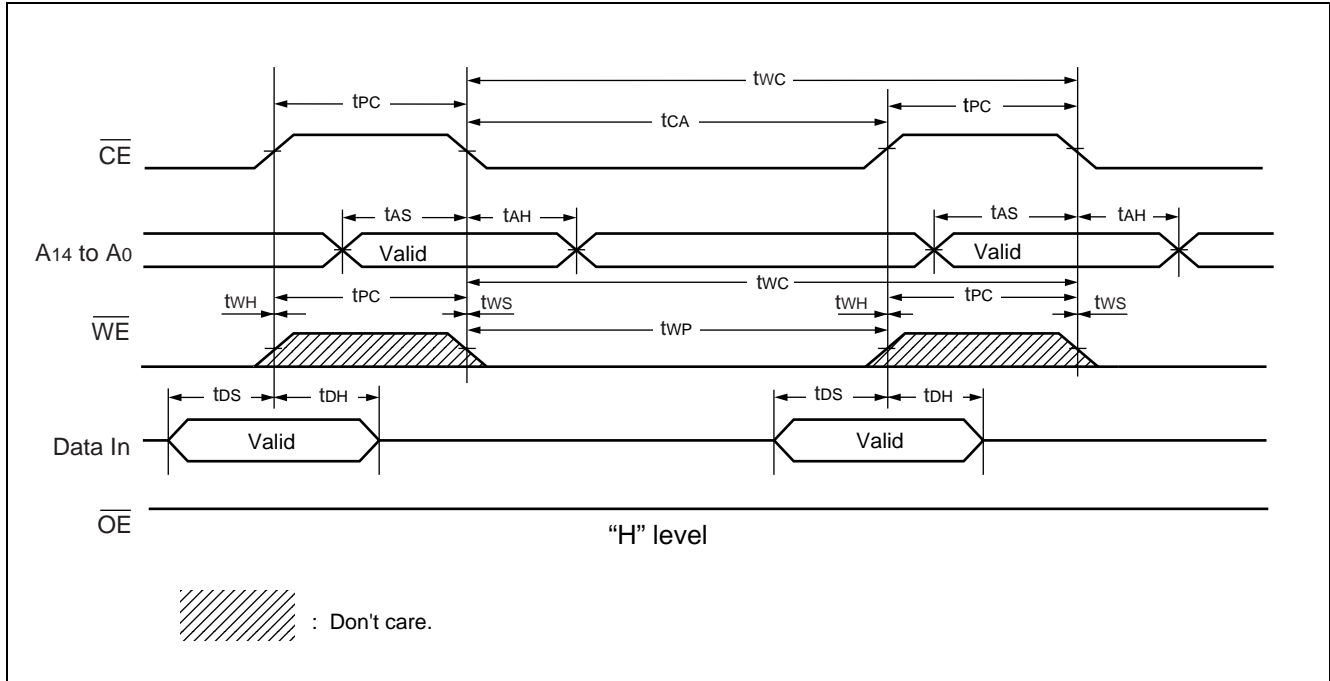 tWC
tPC tCA tPC
CE
tAS tAH tAS tAH
A14 to A0 Valid Valid
tWC
tWH tPC tWS tWH tPC tWS
tWP
WE
tDS tDH tDS tDH
Data In Valid Valid
OE
“H” level
: Don't care.